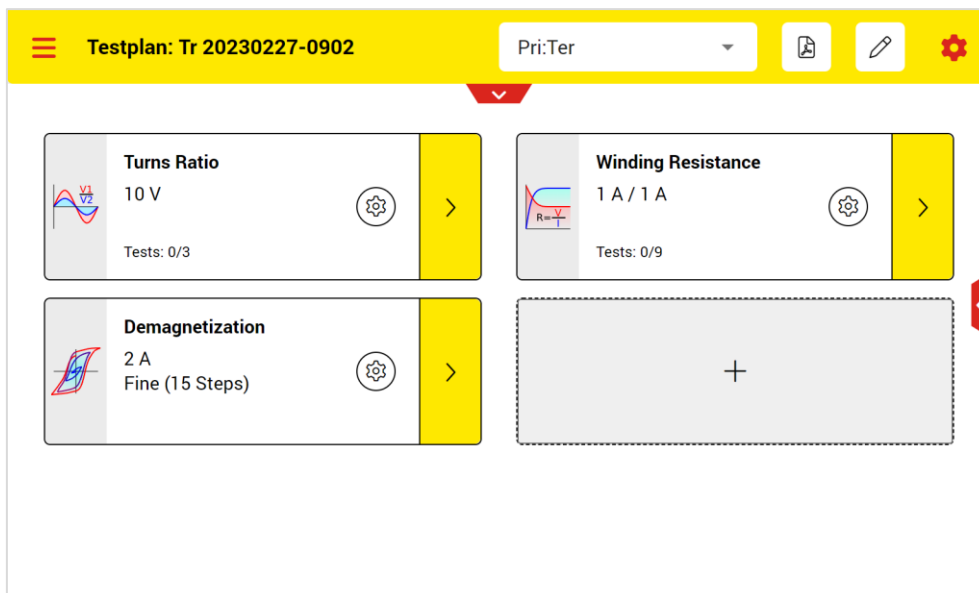 Testplan: Tr 20230227-0902
Pri:Ter
V1
V2
Turns Ratio
10 V
Tests: 0/3
R=V/I
Winding Resistance
1 A / 1 A
Tests: 0/9
Demagnetization
2 A
Fine (15 Steps)
+